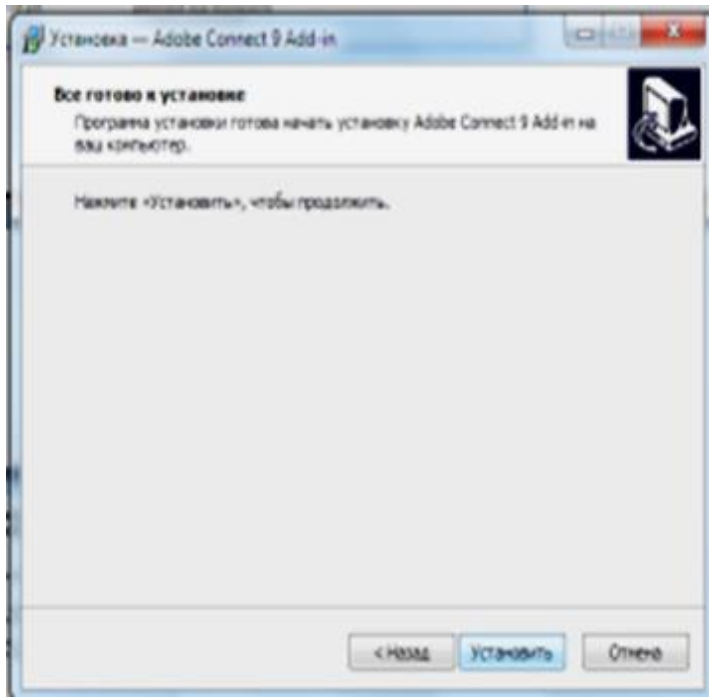 Установка — Adobe Connect 9 Add-in
Все готово к установке
Программа установки готова начать установку Adobe Connect 9 Add-in на
ваш компьютер.
Нажмите «Установить», чтобы продолжить.
< Назад
Установить
Отмена